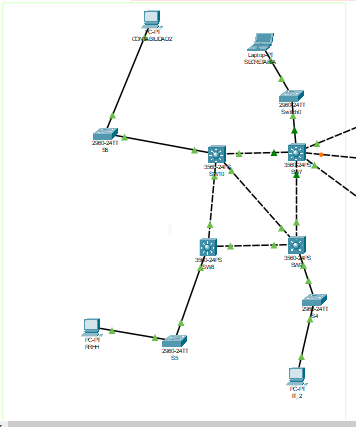 PC-PT
CONTABILIDAD2
Laptop-PT
SECRETARIA
2960-24TT
Switch0
2960-24TT
S6
3560-24PS
SW10
3560-24PS
SW7
3560-24PS
SW8
3560-24PS
PC-PT
RRHH
2960-24TT
S5
2960-24TT
S4
PC-PT
IT_2